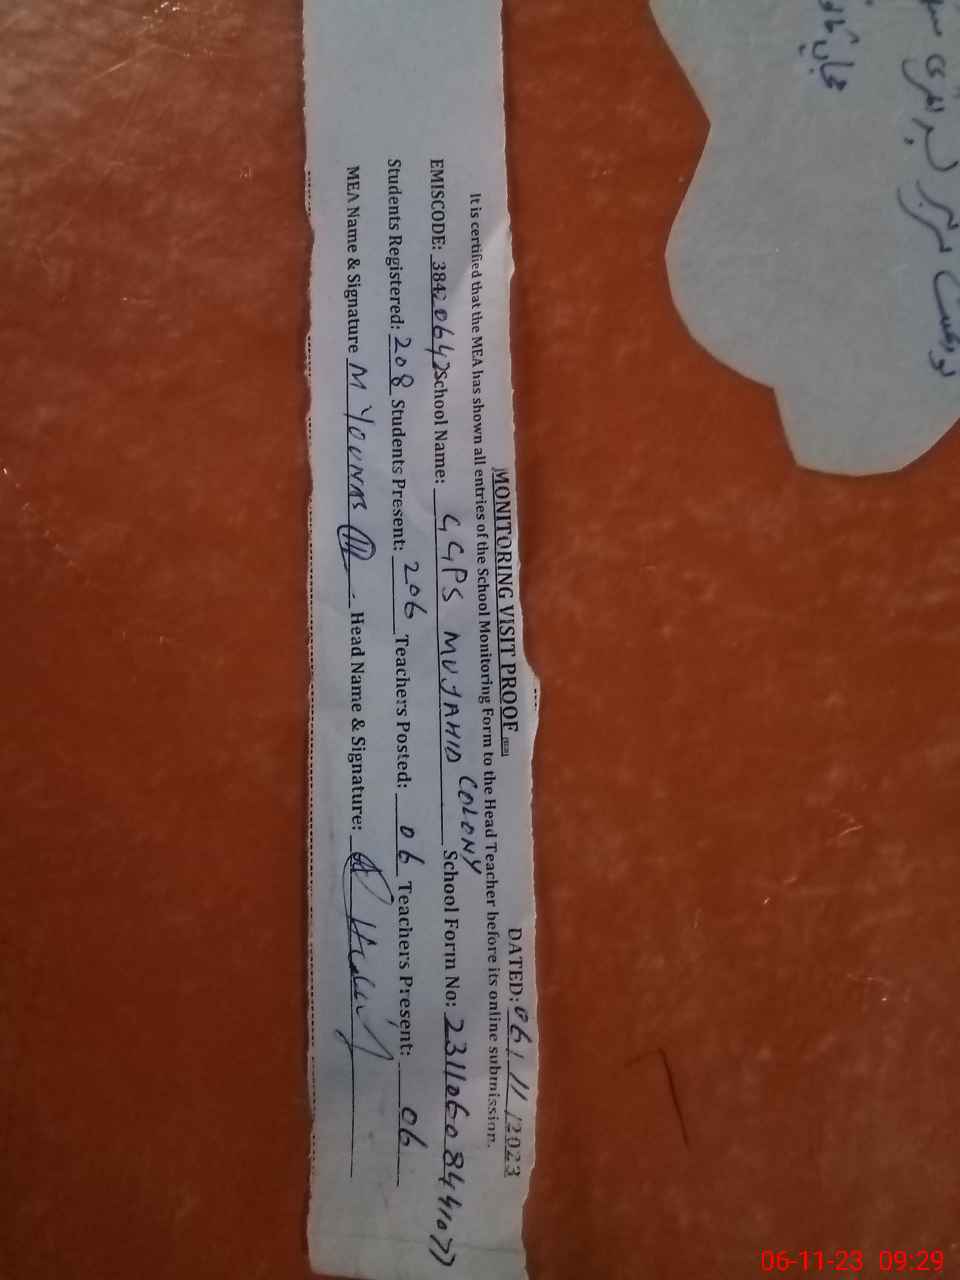 MONITORING VISIT PROOF
DATED: 06/11/2023
It is certified that the MEA has shown all entries of the School Monitoring Form to the Head Teacher before its online submission.
EMISCODE: 38420642 School Name: GGPS MUJAHID COLONY School Form No:
Students Registered: 208 Students Present: 206 Teachers Posted: 06 Teachers Present: 06
MEA Name & Signature M YOUNAS Head Name & Signature:
06-11-23 09:29